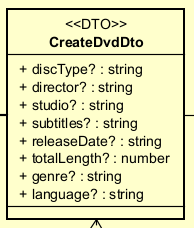 <<DTO>>
CreateDvdDto
+ discType? : string
+ director? : string
+ studio? : string
+ subtitles? : string
+ releaseDate? : string
+ totalLength? : number
+ genre? : string
+ language? : string